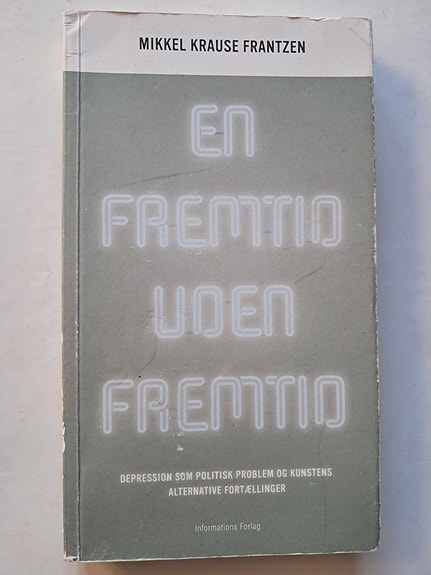 MIKKEL KRAUSE FRANTZEN
EN
FREMTID
UDEN
FREMTID
DEPRESSION SOM POLITISK PROBLEM OG KUNSTENS
ALTERNATIVE FORTÆLLINGER
Informations Forlag